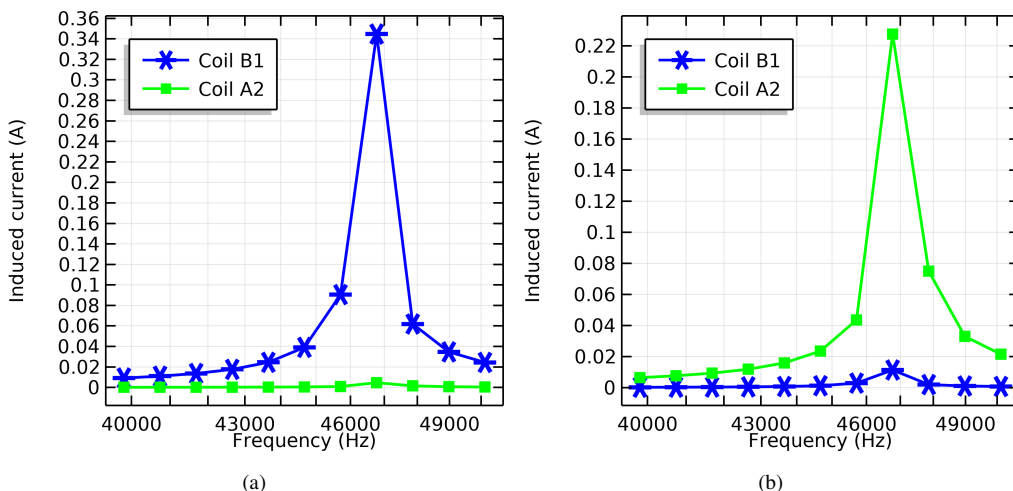 0.36
0.34
0.32
0.3
0.28
0.26
0.24
0.22
0.2
0.18
0.16
0.14
0.12
0.1
0.08
0.06
0.04
0.02
0
Induced current (A)
Coil B1
Coil A2
40000 43000 46000 49000
Frequency (Hz)
(a)
0.22
0.2
0.18
0.16
0.14
0.12
0.1
0.08
0.06
0.04
0.02
0
Induced current (A)
Coil B1
Coil A2
40000 43000 46000 49000
Frequency (Hz)
(b)